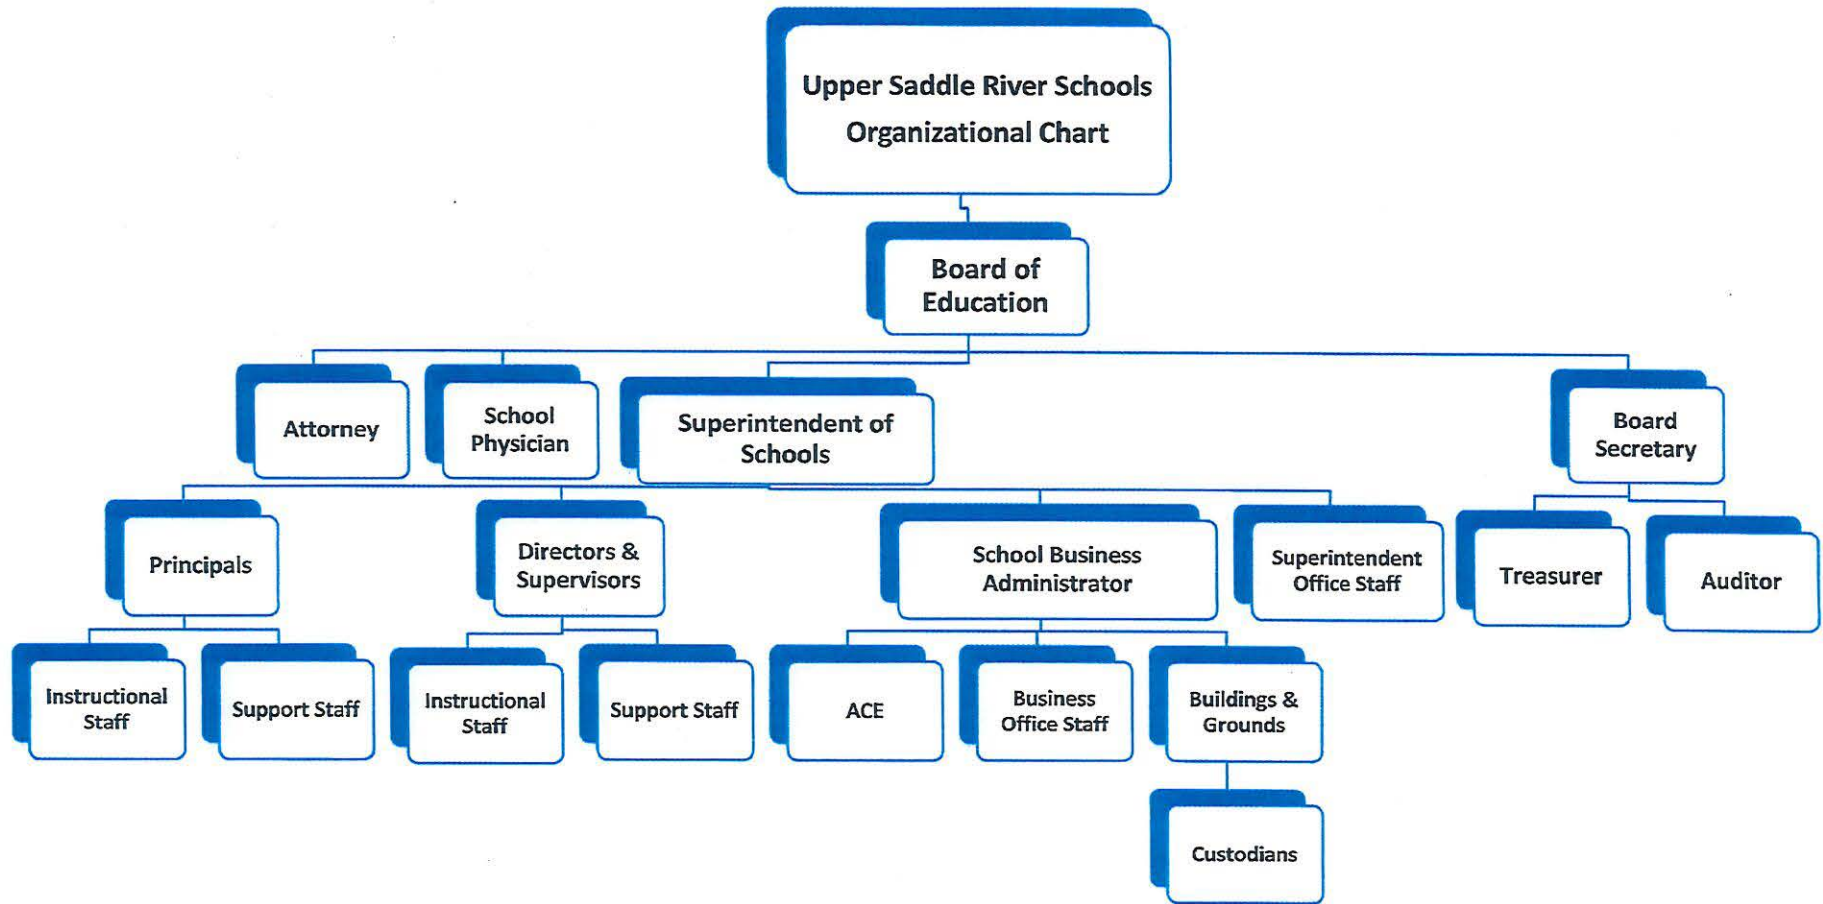 Upper Saddle River Schools
Organizational Chart
Board of
Education
Attorney
School
Physician
Superintendent of
Schools
Board
Secretary
Principals
Directors &
Supervisors
School Business
Administrator
Superintendent
Office Staff
Treasurer
Auditor
Instructional
Staff
Support Staff
Instructional
Staff
Support Staff
ACE
Business
Office Staff
Buildings &
Grounds
Custodians